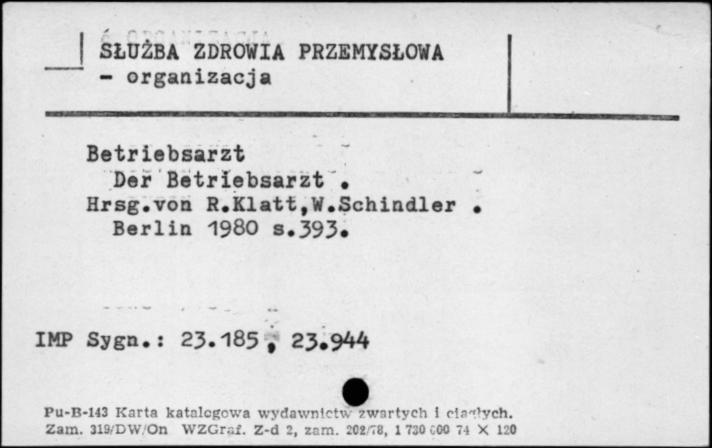 SŁUŻBA ZDROWIA PRZEMYSŁOWA
- organizacja
Betriebsarzt
Der Betriebsarzt .
Hrsg.von R.Klatt,W.Schindler .
Berlin 1980 s.393.
IMP Sygn.: 23.185, 23.944
Pu-B-143 Karta katalogowa wydawnictw zwartych i ciągłych.
Zam. 319/DW/On WZGraf. Z-d 2, zam. 202/78, 1 730 000 74 X 120